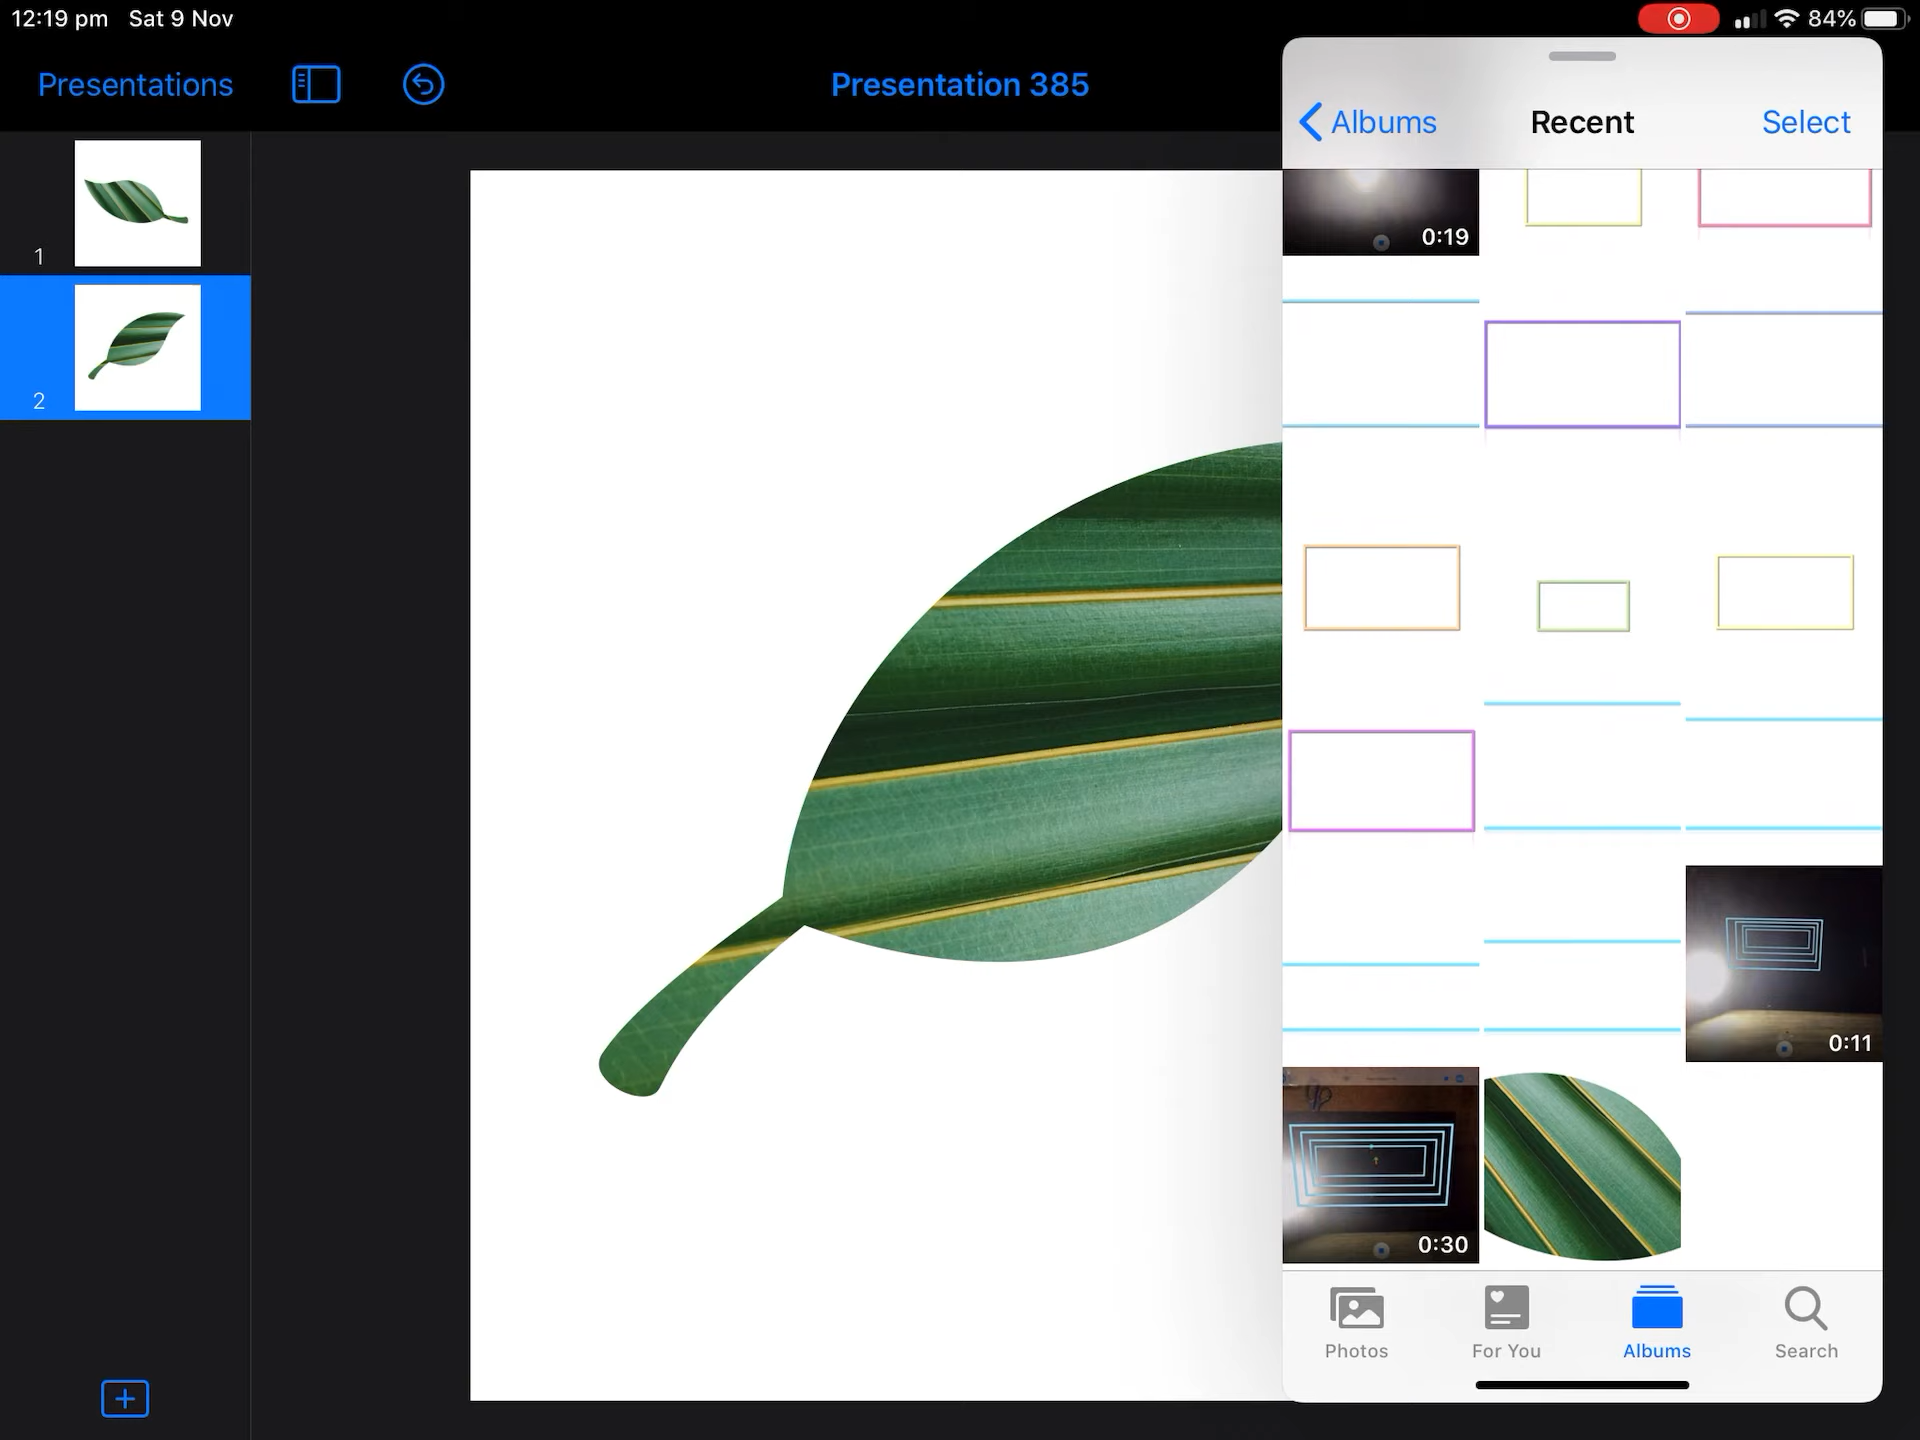 12:19 pm Sat 9 Nov
84%
Presentations
Presentation 385
Albums Recent Select
1
2
0:19
0:11
0:30
Photos For You Albums Search